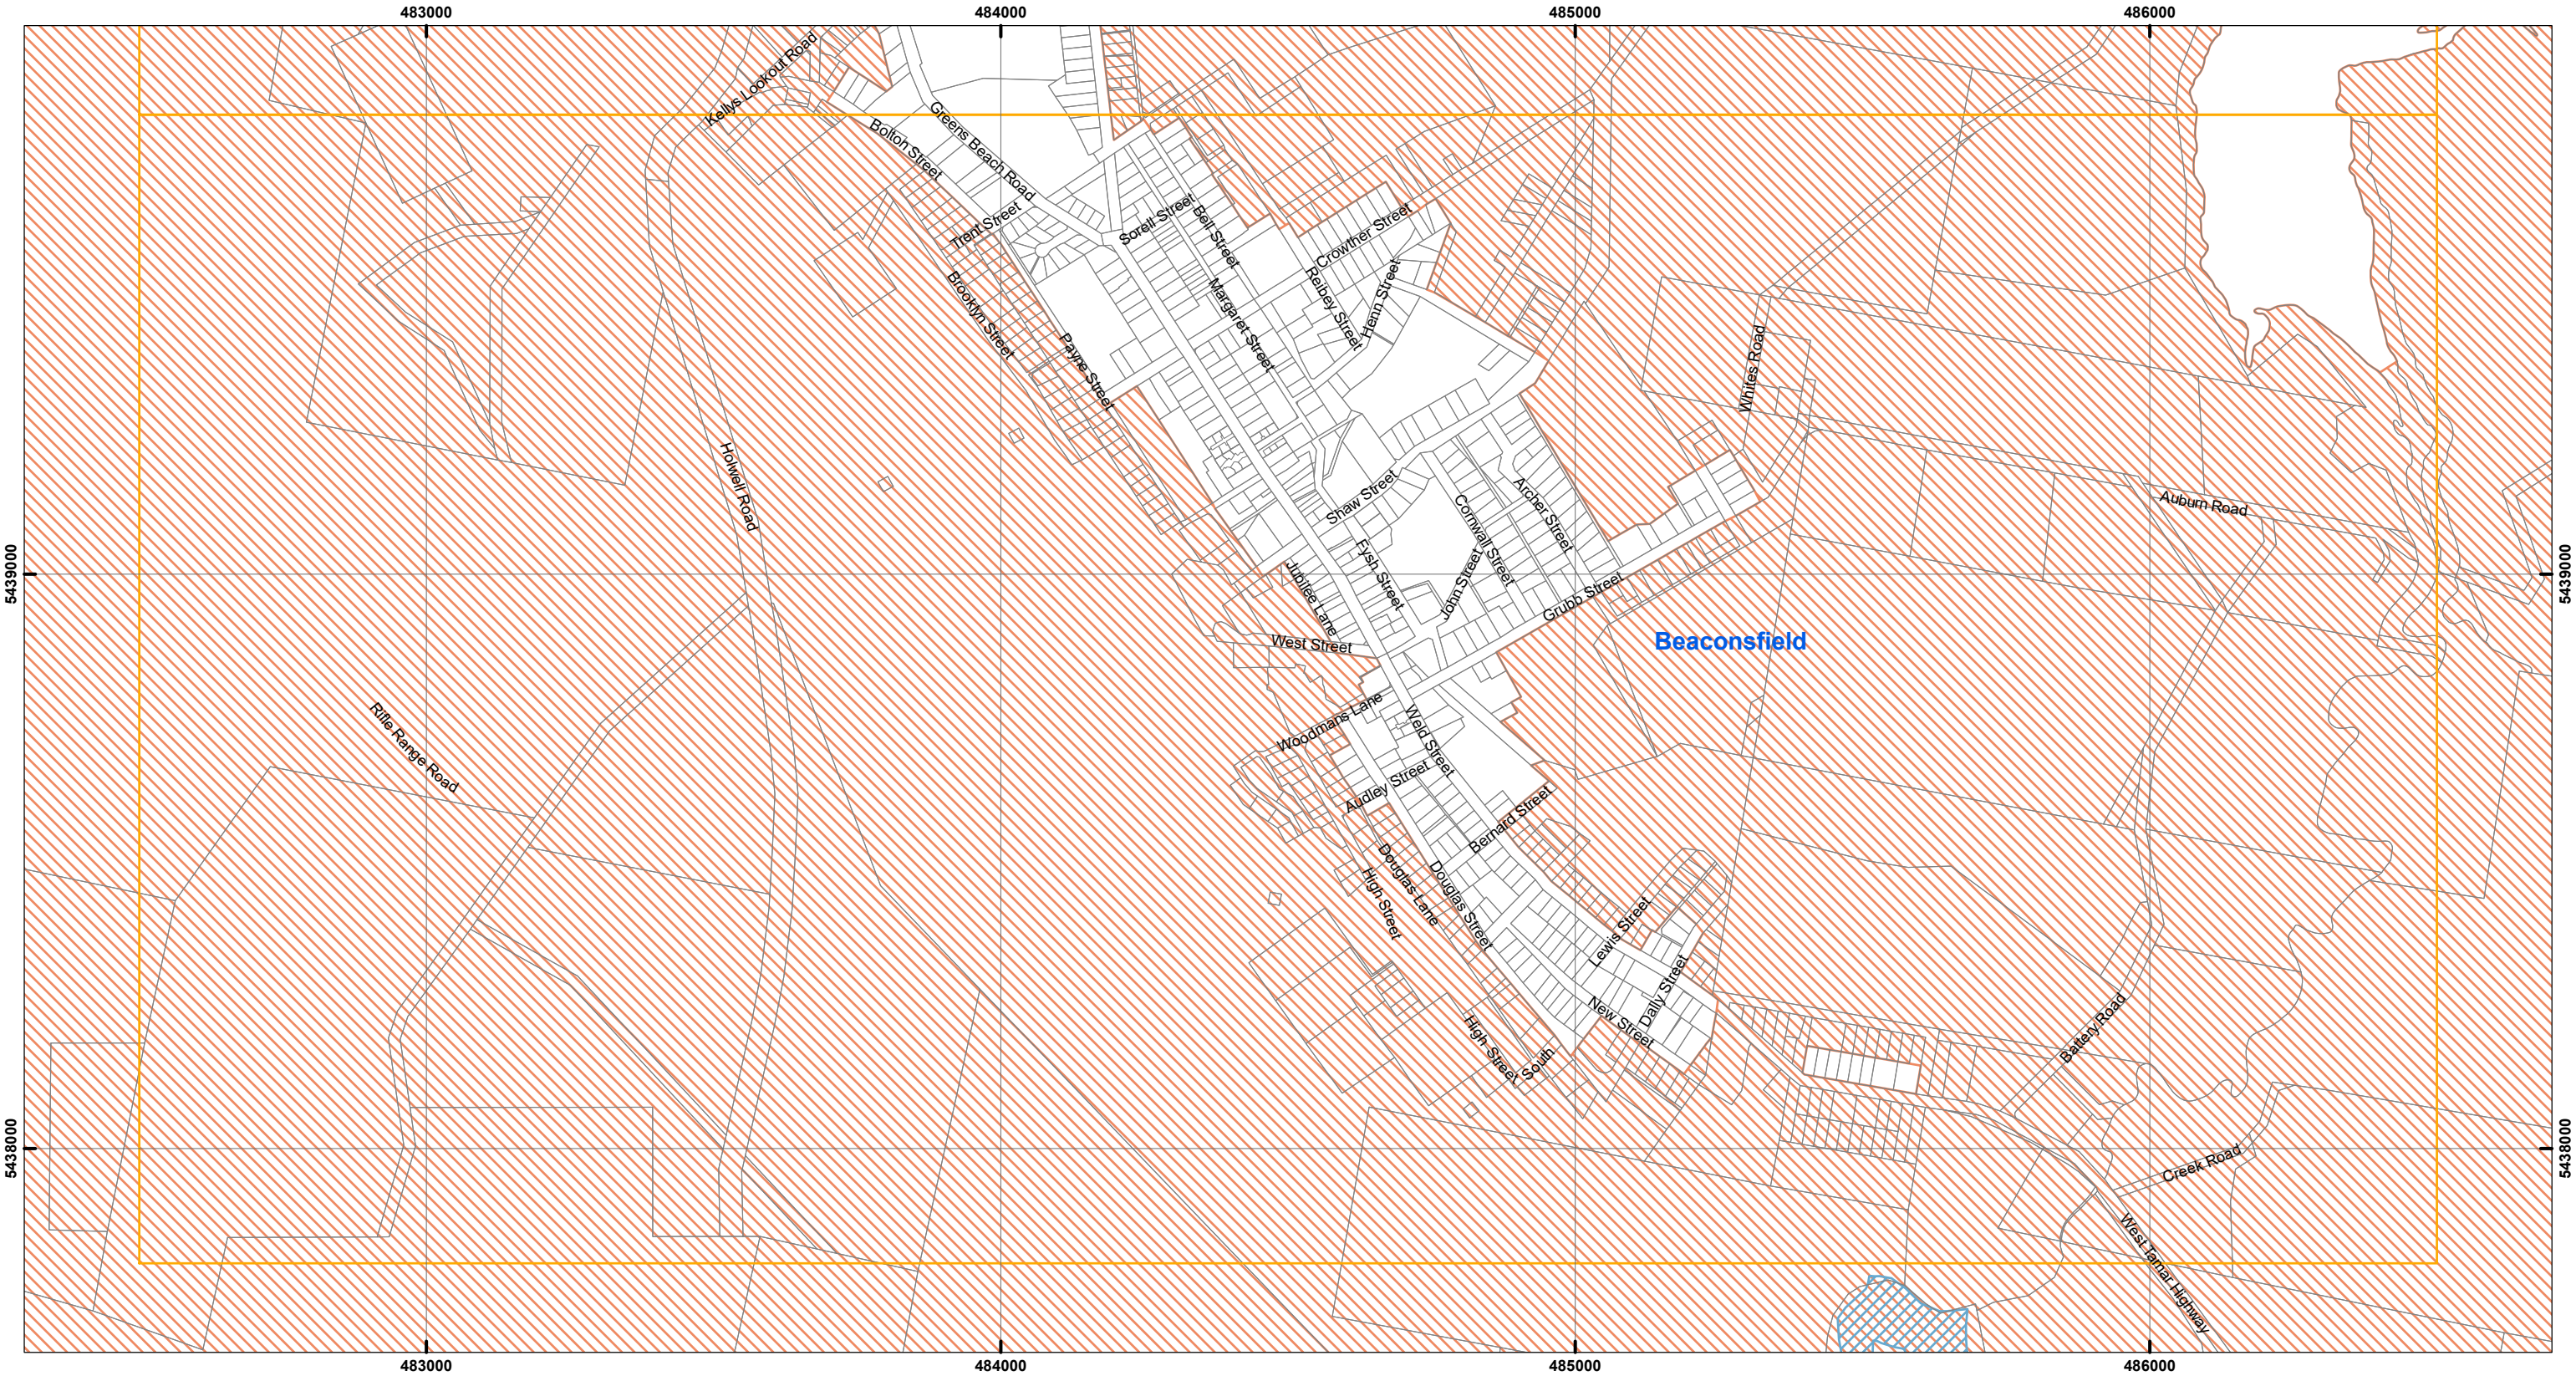 483000
484000
485000
486000
Kellys Lookout Road
Greens Beach Road
Bolton Street
Trent Street
Sorell Street
Bell Street
Crowther Street
Reibey Street
Henn Street
Brooklyn Street
Margaret Street
Payne Street
Whites Road
Holwell Road
Shaw Street
Cornwall Street
Archer Street
Auburn Road
5439000
5439000
Fysh Street
John Street
Jubilee Lane
Grubb Street
West Street
Beaconsfield
Rifle Range Road
Woodmans Lane
Weld Street
Audley Street
Bernard Street
Douglas Lane
High Street
Douglas Street
Lewis Street
Dally Street
New Street
High Street
South
Battery Road
5438000
5438000
Creek Road
West Tamar Highway
483000
484000
485000
486000